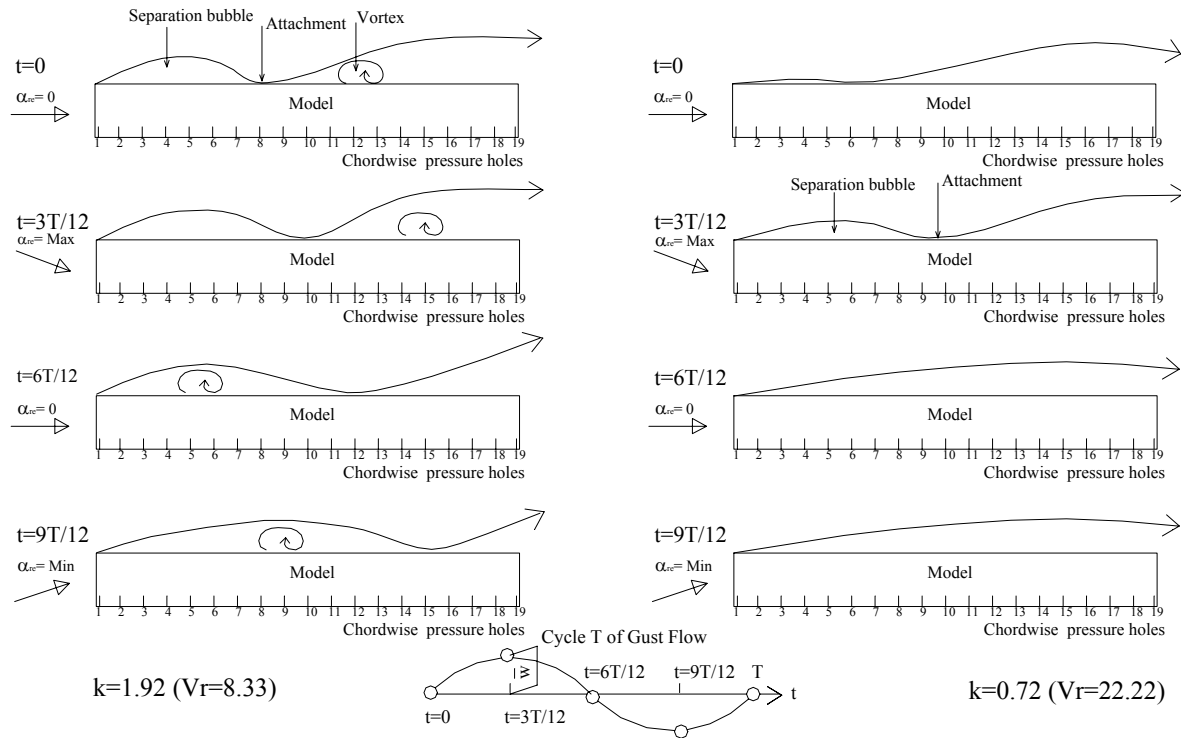 Separation bubble Attachment Vortex
t=0
αre= 0
Model
1 2 3 4 5 6 7 8 9 10 11 12 13 14 15 16 17 18 19
Chordwise pressure holes
t=3T/12
αre= Max
Model
1 2 3 4 5 6 7 8 9 10 11 12 13 14 15 16 17 18 19
Chordwise pressure holes
t=6T/12
αre= 0
Model
1 2 3 4 5 6 7 8 9 10 11 12 13 14 15 16 17 18 19
Chordwise pressure holes
t=9T/12
αre= Min
Model
1 2 3 4 5 6 7 8 9 10 11 12 13 14 15 16 17 18 19
Chordwise pressure holes
k=1.92 (Vr=8.33)
t=0
αre= 0
Model
1 2 3 4 5 6 7 8 9 10 11 12 13 14 15 16 17 18 19
Chordwise pressure holes
Separation bubble Attachment
t=3T/12
αre= Max
Model
1 2 3 4 5 6 7 8 9 10 11 12 13 14 15 16 17 18 19
Chordwise pressure holes
t=6T/12
αre= 0
Model
1 2 3 4 5 6 7 8 9 10 11 12 13 14 15 16 17 18 19
Chordwise pressure holes
t=9T/12
αre= Min
Model
1 2 3 4 5 6 7 8 9 10 11 12 13 14 15 16 17 18 19
Chordwise pressure holes
k=0.72 (Vr=22.22)
Cycle T of Gust Flow
w̄
t=6T/12 t=9T/12 T
t
t=0 t=3T/12